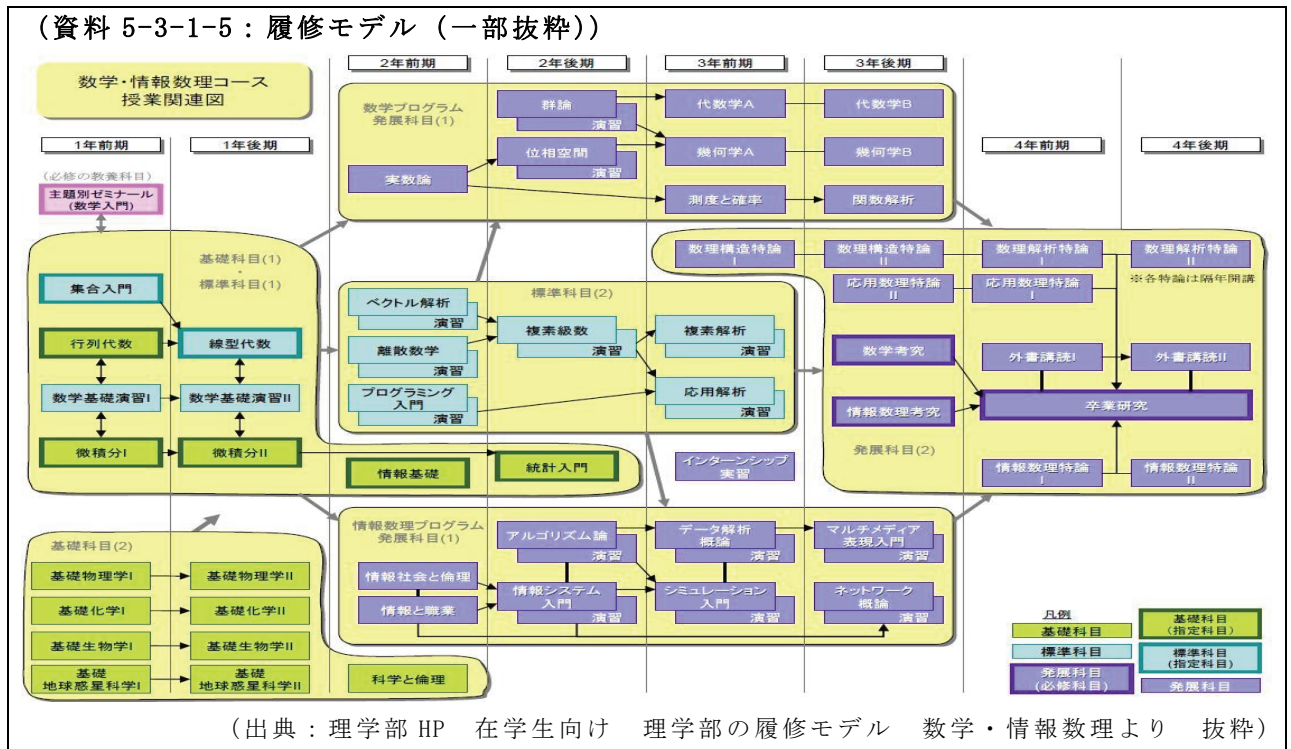 (資料 5-3-1-5：履修モデル（一部抜粋))
数学・情報数理コース
授業関連図
1年前期
1年後期
2年前期
2年後期
3年前期
3年後期
4年前期
4年後期
(必修の教養科目)
主題別ゼミナール
(数学入門)
基礎科目(1)
・
標準科目(1)
集合入門
行列代数
線型代数
数学基礎演習I
数学基礎演習II
微積分I
微積分II
情報基礎
統計入門
数学プログラム
発展科目(1)
実数論
群論
演習
位相空間
演習
代数学A
代数学B
幾何学A
幾何学B
測度と確率
関数解析
標準科目(2)
ベクトル解析
演習
離散数学
演習
プログラミング
入門
演習
複素級数
演習
複素解析
演習
応用解析
演習
インターンシップ
実習
数理構造特論
I
数理構造特論
II
数理解析特論
I
数理解析特論
II
応用数理特論
II
応用数理特論
I
※各特論は隔年開講
数学考究
情報数理考究
外書講読I
外書講読II
卒業研究
発展科目(2)
情報数理特論
I
情報数理特論
II
基礎科目(2)
基礎物理学I
基礎物理学II
基礎化学I
基礎化学II
基礎生物学I
基礎生物学II
基礎
地球惑星科学I
基礎
地球惑星科学II
科学と倫理
情報数理プログラム
発展科目(1)
アルゴリズム論
演習
データ解析
概論
演習
マルチメディア
表現入門
演習
情報社会と倫理
情報と職業
情報システム
入門
演習
シミュレーション
入門
演習
ネットワーク
概論
演習
凡例
基礎科目
基礎科目
(指定科目)
標準科目
標準科目
(指定科目)
発展科目
(必修科目)
発展科目
(出典：理学部 HP　在学生向け　理学部の履修モデル　数学・情報数理より　抜粋)